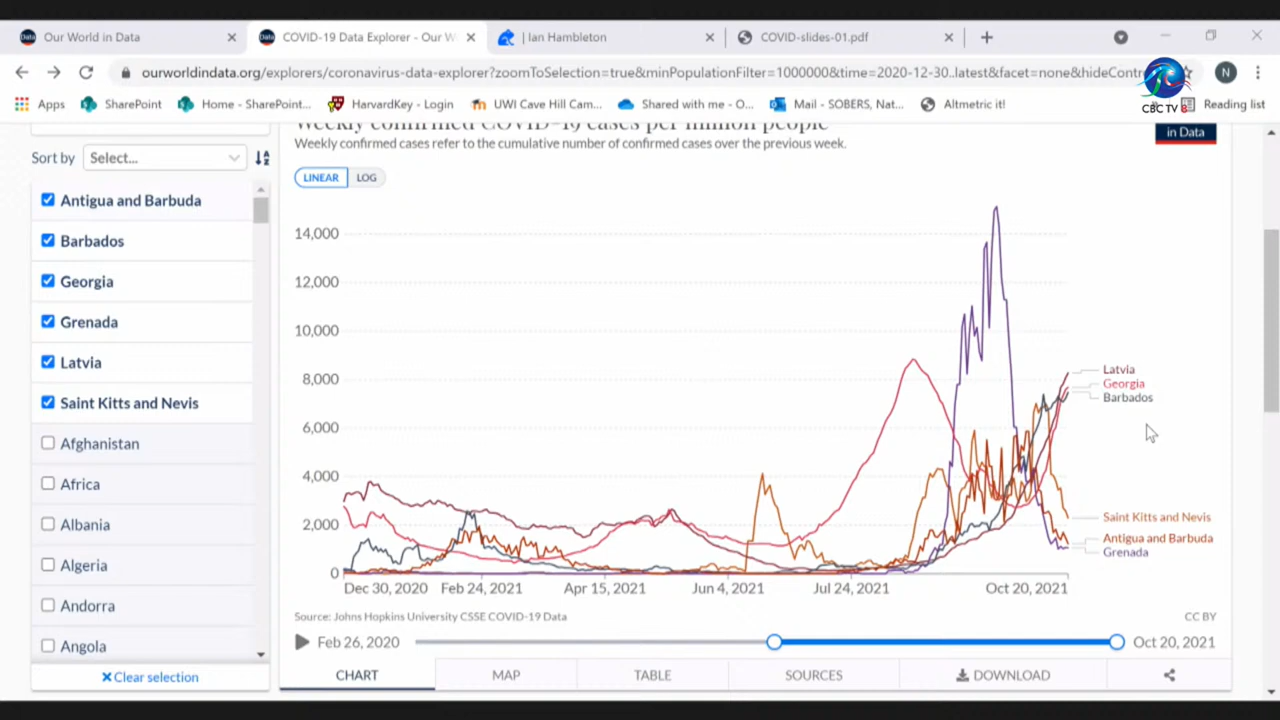 Our World in Data
COVID-19 Data Explorer - Our W
| Ian Hambleton
COVID-slides-01.pdf
ourworldindata.org/explorers/coronavirus-data-explorer?zoomToSelection=true&minPopulationFilter=1000000&time=2020-12-30..latest&facet=none&hideContr
N
Apps
SharePoint
Home - SharePoint...
HarvardKey - Login
UWI Cave Hill Cam...
Shared with me - O...
Mail - SOBERS, Nat...
Altmetric it!
CBC TV 8
Reading list
Weekly confirmed COVID-19 cases per million people
Weekly confirmed cases refer to the cumulative number of confirmed cases over the previous week.
in Data
Sort by Select...
LINEAR LOG
Antigua and Barbuda
Barbados
Georgia
Grenada
Latvia
Saint Kitts and Nevis
Afghanistan
Africa
Albania
Algeria
Andorra
Angola
Clear selection
14,000
12,000
10,000
8,000
6,000
4,000
2,000
0
Latvia
Georgia
Barbados
Saint Kitts and Nevis
Antigua and Barbuda
Grenada
Dec 30, 2020 Feb 24, 2021 Apr 15, 2021 Jun 4, 2021 Jul 24, 2021 Oct 20, 2021
Source: Johns Hopkins University CSSE COVID-19 Data
CC BY
Feb 26, 2020
Oct 20, 2021
CHART MAP TABLE SOURCES DOWNLOAD